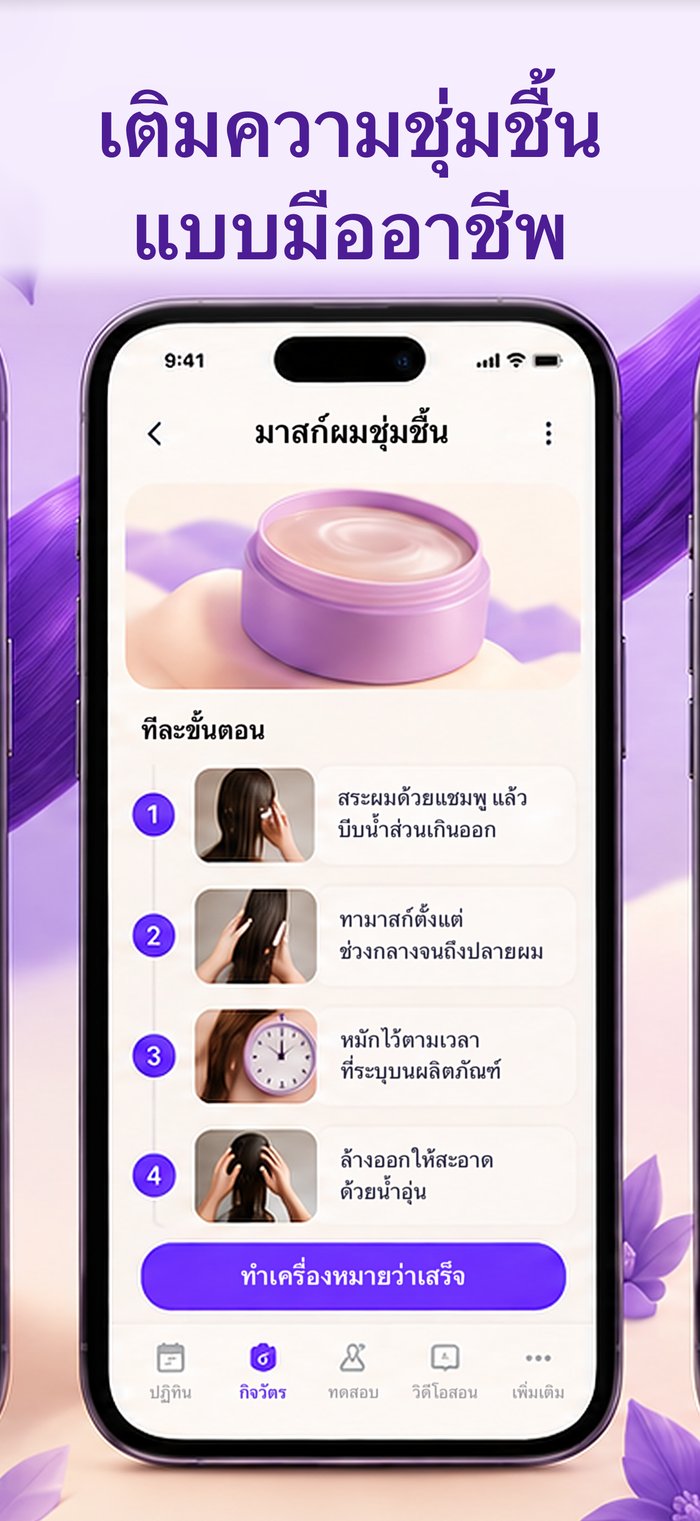 เติมความชุ่มชื้น
แบบมืออาชีพ
9:41
มาสก์ผมชุ่มชื้น
ทีละขั้นตอน
1
สระผมด้วยแชมพู แล้ว
บีบน้ำส่วนเกินออก
2
ทามาสก์ตั้งแต่
ช่วงกลางจนถึงปลายผม
3
หมักไว้ตามเวลา
ที่ระบุบนผลิตภัณฑ์
4
ล้างออกให้สะอาด
ด้วยน้ำอุ่น
ทำเครื่องหมายว่าเสร็จ
ปฏิทิน
กิจวัตร
ทดสอบ
วิดีโอสอน
เพิ่มเติม